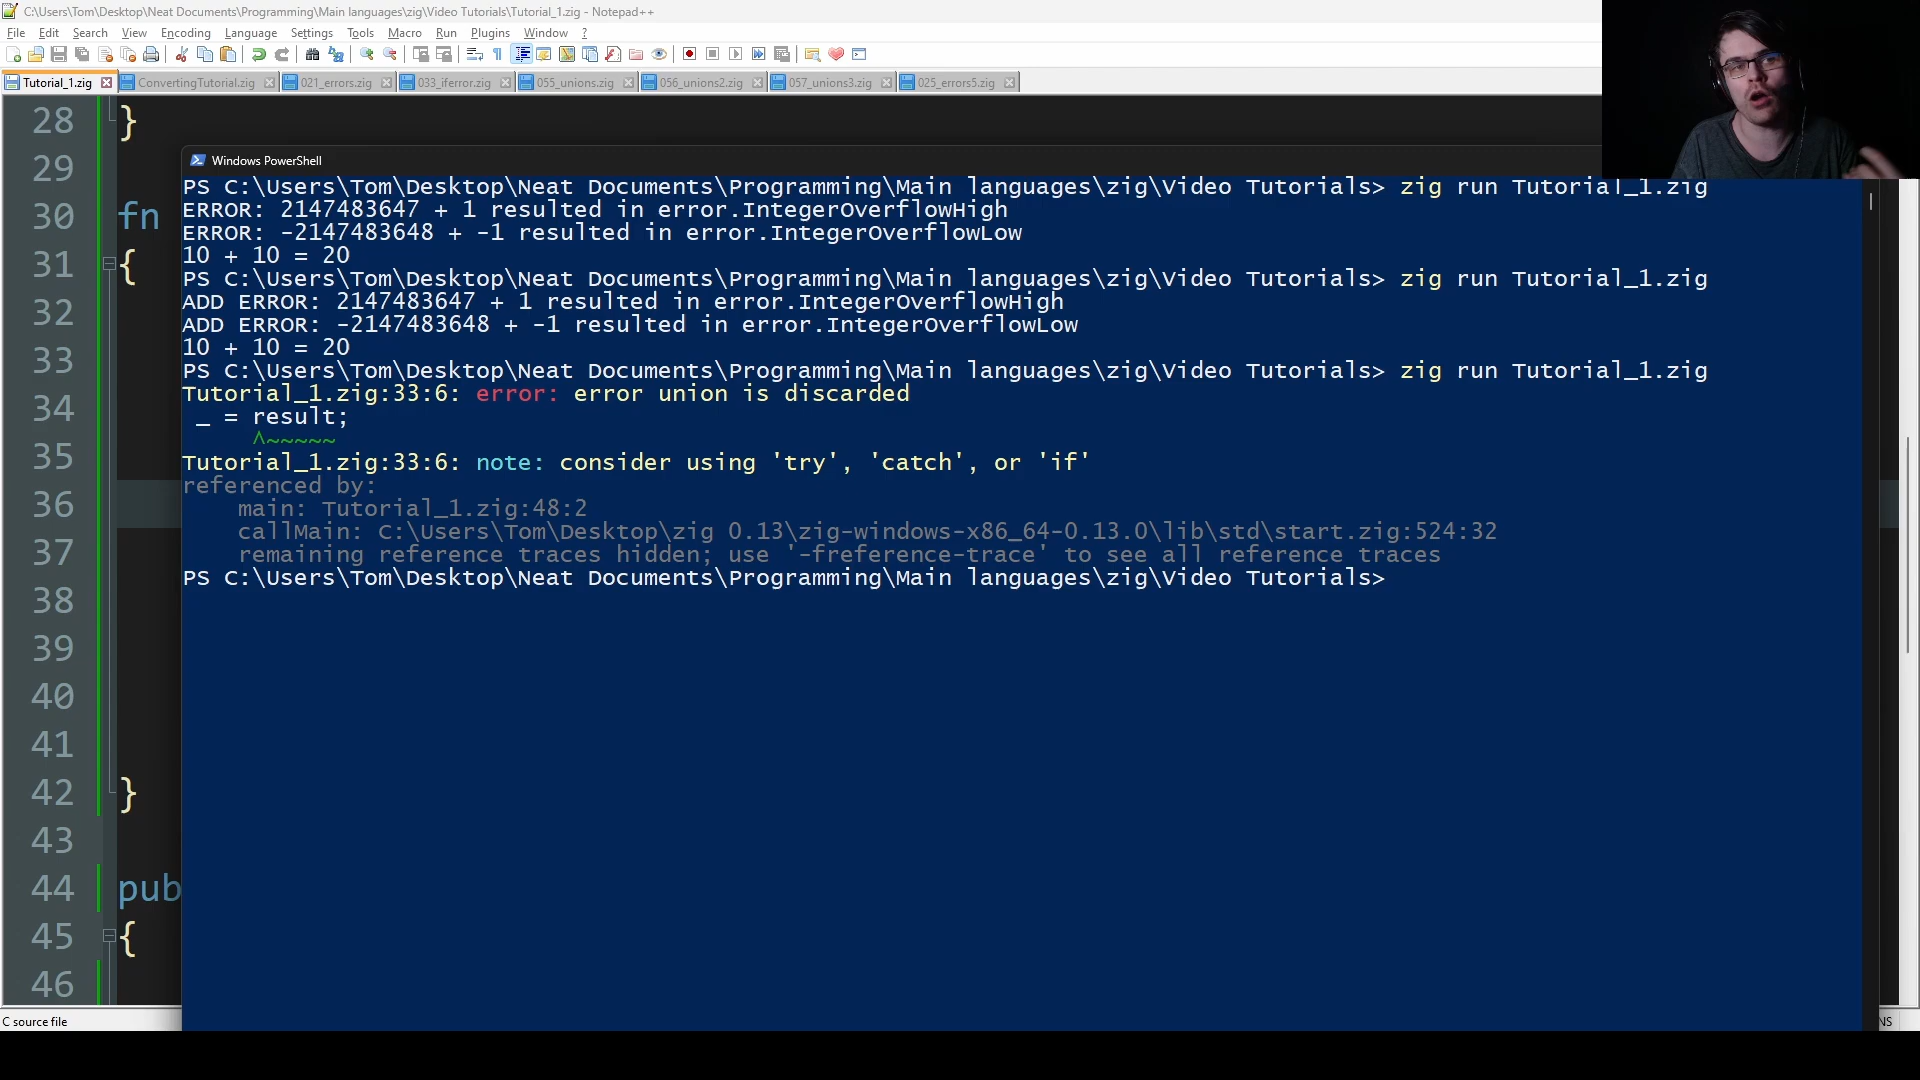 C:\Users\Tom\Desktop\Neat Documents\Programming\Main languages\zig\Video Tutorials\Tutorial_1.zig - Notepad++
File Edit Search View Encoding Language Settings Tools Macro Run Plugins Window ?
Tutorial_1.zig ConvertingTutorial.zig 021_errors.zig 033_iferror.zig 055_unions.zig 056_unions2.zig 057_unions3.zig 025_errors5.zig
28 }
29
30 fn
31 {
32
33
34
35
36
37
38
39
40
41
42 }
43
44 pub
45 {
46
Windows PowerShell
PS C:\Users\Tom\Desktop\Neat Documents\Programming\Main languages\zig\Video Tutorials> zig run Tutorial_1.zig
ERROR: 2147483647 + 1 resulted in error.IntegerOverflowHigh
ERROR: -2147483648 + -1 resulted in error.IntegerOverflowLow
10 + 10 = 20
PS C:\Users\Tom\Desktop\Neat Documents\Programming\Main languages\zig\Video Tutorials> zig run Tutorial_1.zig
ADD ERROR: 2147483647 + 1 resulted in error.IntegerOverflowHigh
ADD ERROR: -2147483648 + -1 resulted in error.IntegerOverflowLow
10 + 10 = 20
PS C:\Users\Tom\Desktop\Neat Documents\Programming\Main languages\zig\Video Tutorials> zig run Tutorial_1.zig
Tutorial_1.zig:33:6: error: error union is discarded
_ = result;
^~~~~~
Tutorial_1.zig:33:6: note: consider using 'try', 'catch', or 'if'
referenced by:
main: Tutorial_1.zig:48:2
callMain: C:\Users\Tom\Desktop\zig 0.13\zig-windows-x86_64-0.13.0\lib\std\start.zig:524:32
remaining reference traces hidden; use '-freference-trace' to see all reference traces
PS C:\Users\Tom\Desktop\Neat Documents\Programming\Main languages\zig\Video Tutorials>
C source file
NS